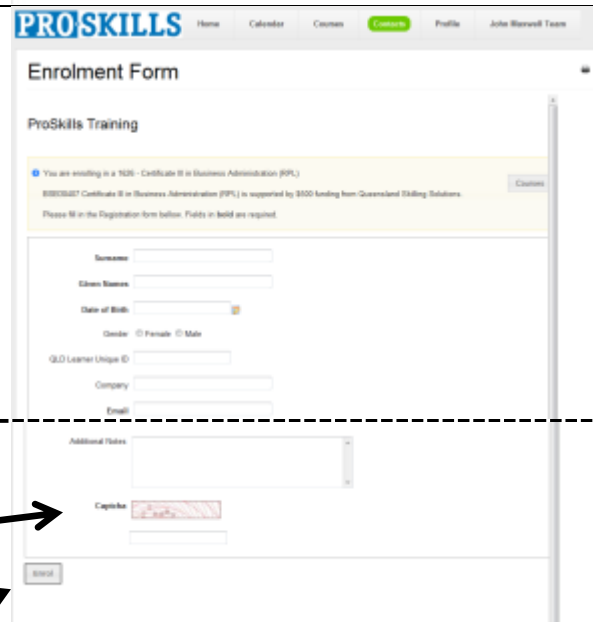 PROSKILLS Home Calendar Courses Contacts Profile John Maxwell Team
Enrolment Form
ProSkills Training
You are enrolling in a 1626 - Certificate III in Business Administration (RPL)
Certificate III in Business Administration (RPL) is supported by $600 funding from Queensland Skilling Solutions.
Courses
Please fill in the Registration form bellow. Fields in bold are required.
Surname
Given Names
Date of Birth
Gender Female Male
QLD Learner Unique ID
Company
Email
Additional Notes
Captcha
Enrol